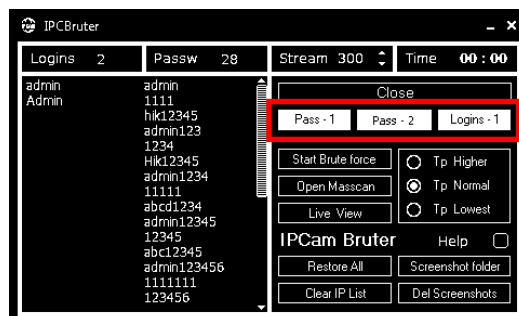 IPCBruter
Logins 2
Passw 28
Stream 300
Time 00 : 00
admin
Admin
admin
1111
hik12345
admin123
1234
Hik12345
admin1234
11111
abcd1234
admin12345
12345
abc12345
admin123456
1111111
123456
Close
Pass - 1
Pass - 2
Logins - 1
Start Brute force
Open Masscan
Live View
Tp Higher
Tp Normal
Tp Lowest
IPCam Bruter
Help
Restore All
Screenshot folder
Clear IP List
Del Screenshots